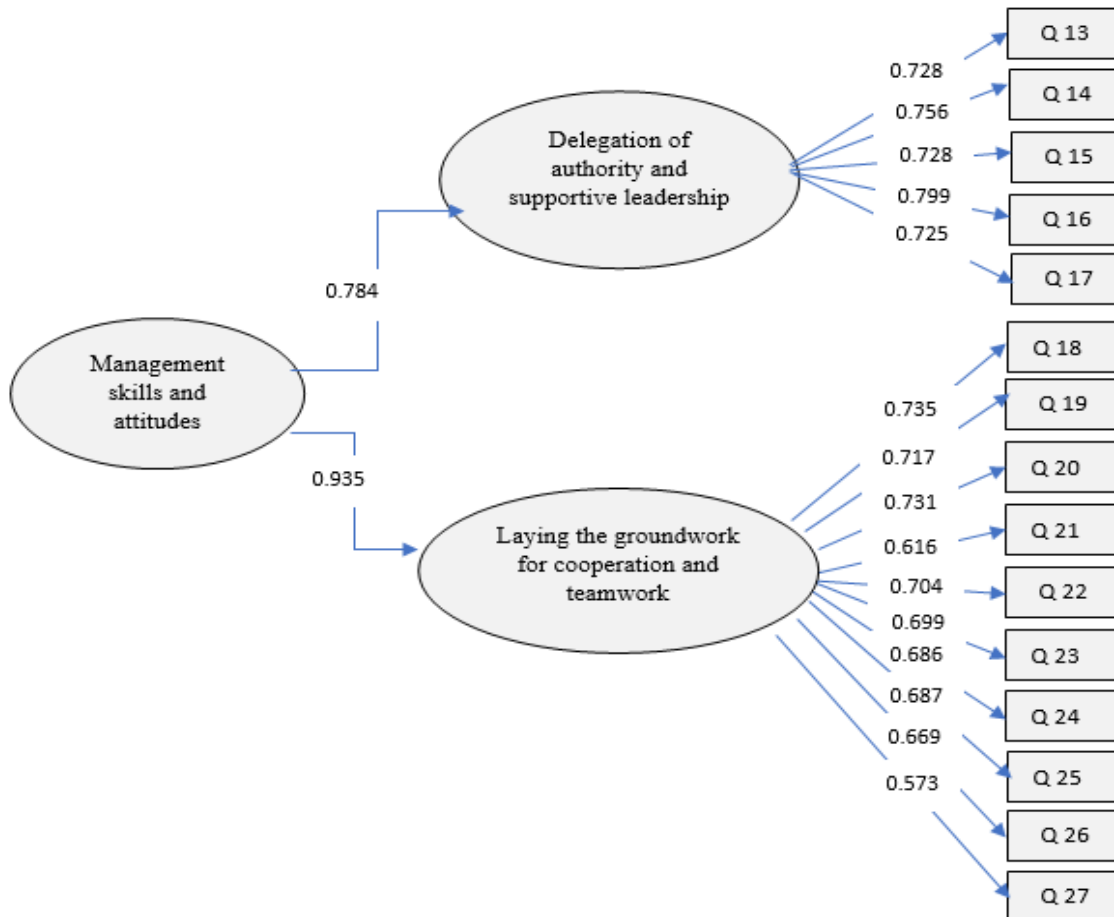 Q 13
0.728
Q 14
0.756
Delegation of
authority and
supportive leadership
0.728
Q 15
0.799
Q 16
0.725
Q 17
0.784
Management
skills and
attitudes
Q 18
0.735
Q 19
0.717
Q 20
0.731
0.935
Q 21
0.616
Laying the groundwork
for cooperation and
teamwork
0.704
Q 22
0.699
Q 23
0.686
0.687
Q 24
0.669
Q 25
0.573
Q 26
Q 27